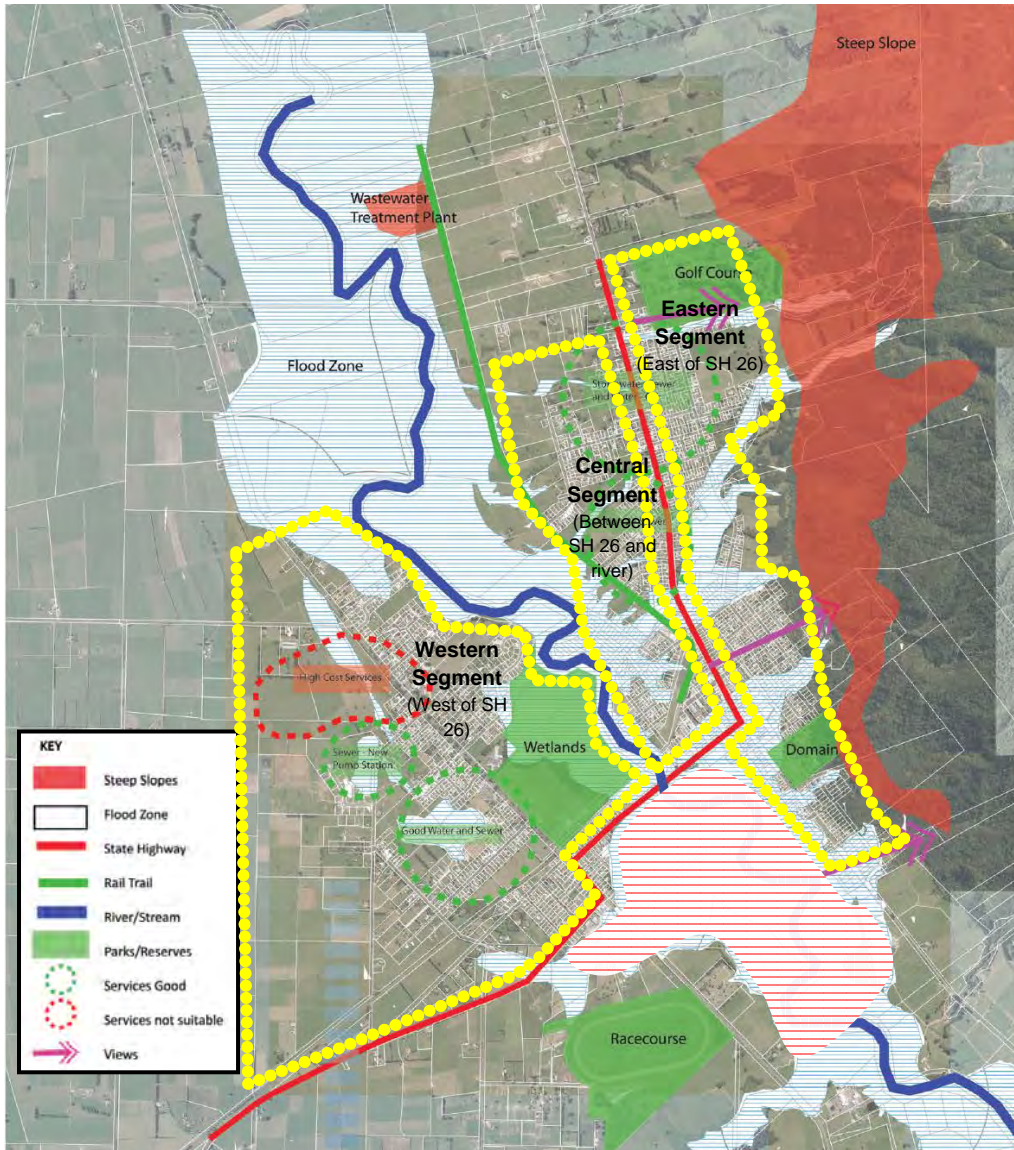 Steep Slope
Wastewater
Treatment Plant
Golf Course
Eastern
Segment
(East of SH 26)
Flood Zone
Central
Segment
(Between
SH 26 and
river)
Western
Segment
(West of SH
26)
High Cost Services
Wetlands
Sewer - New
Pump Station
Domain
Good Water and Sewer
Racecourse
KEY
Steep Slopes
Flood Zone
State Highway
Rail Trail
River/Stream
Parks/Reserves
Services Good
Services not suitable
Views